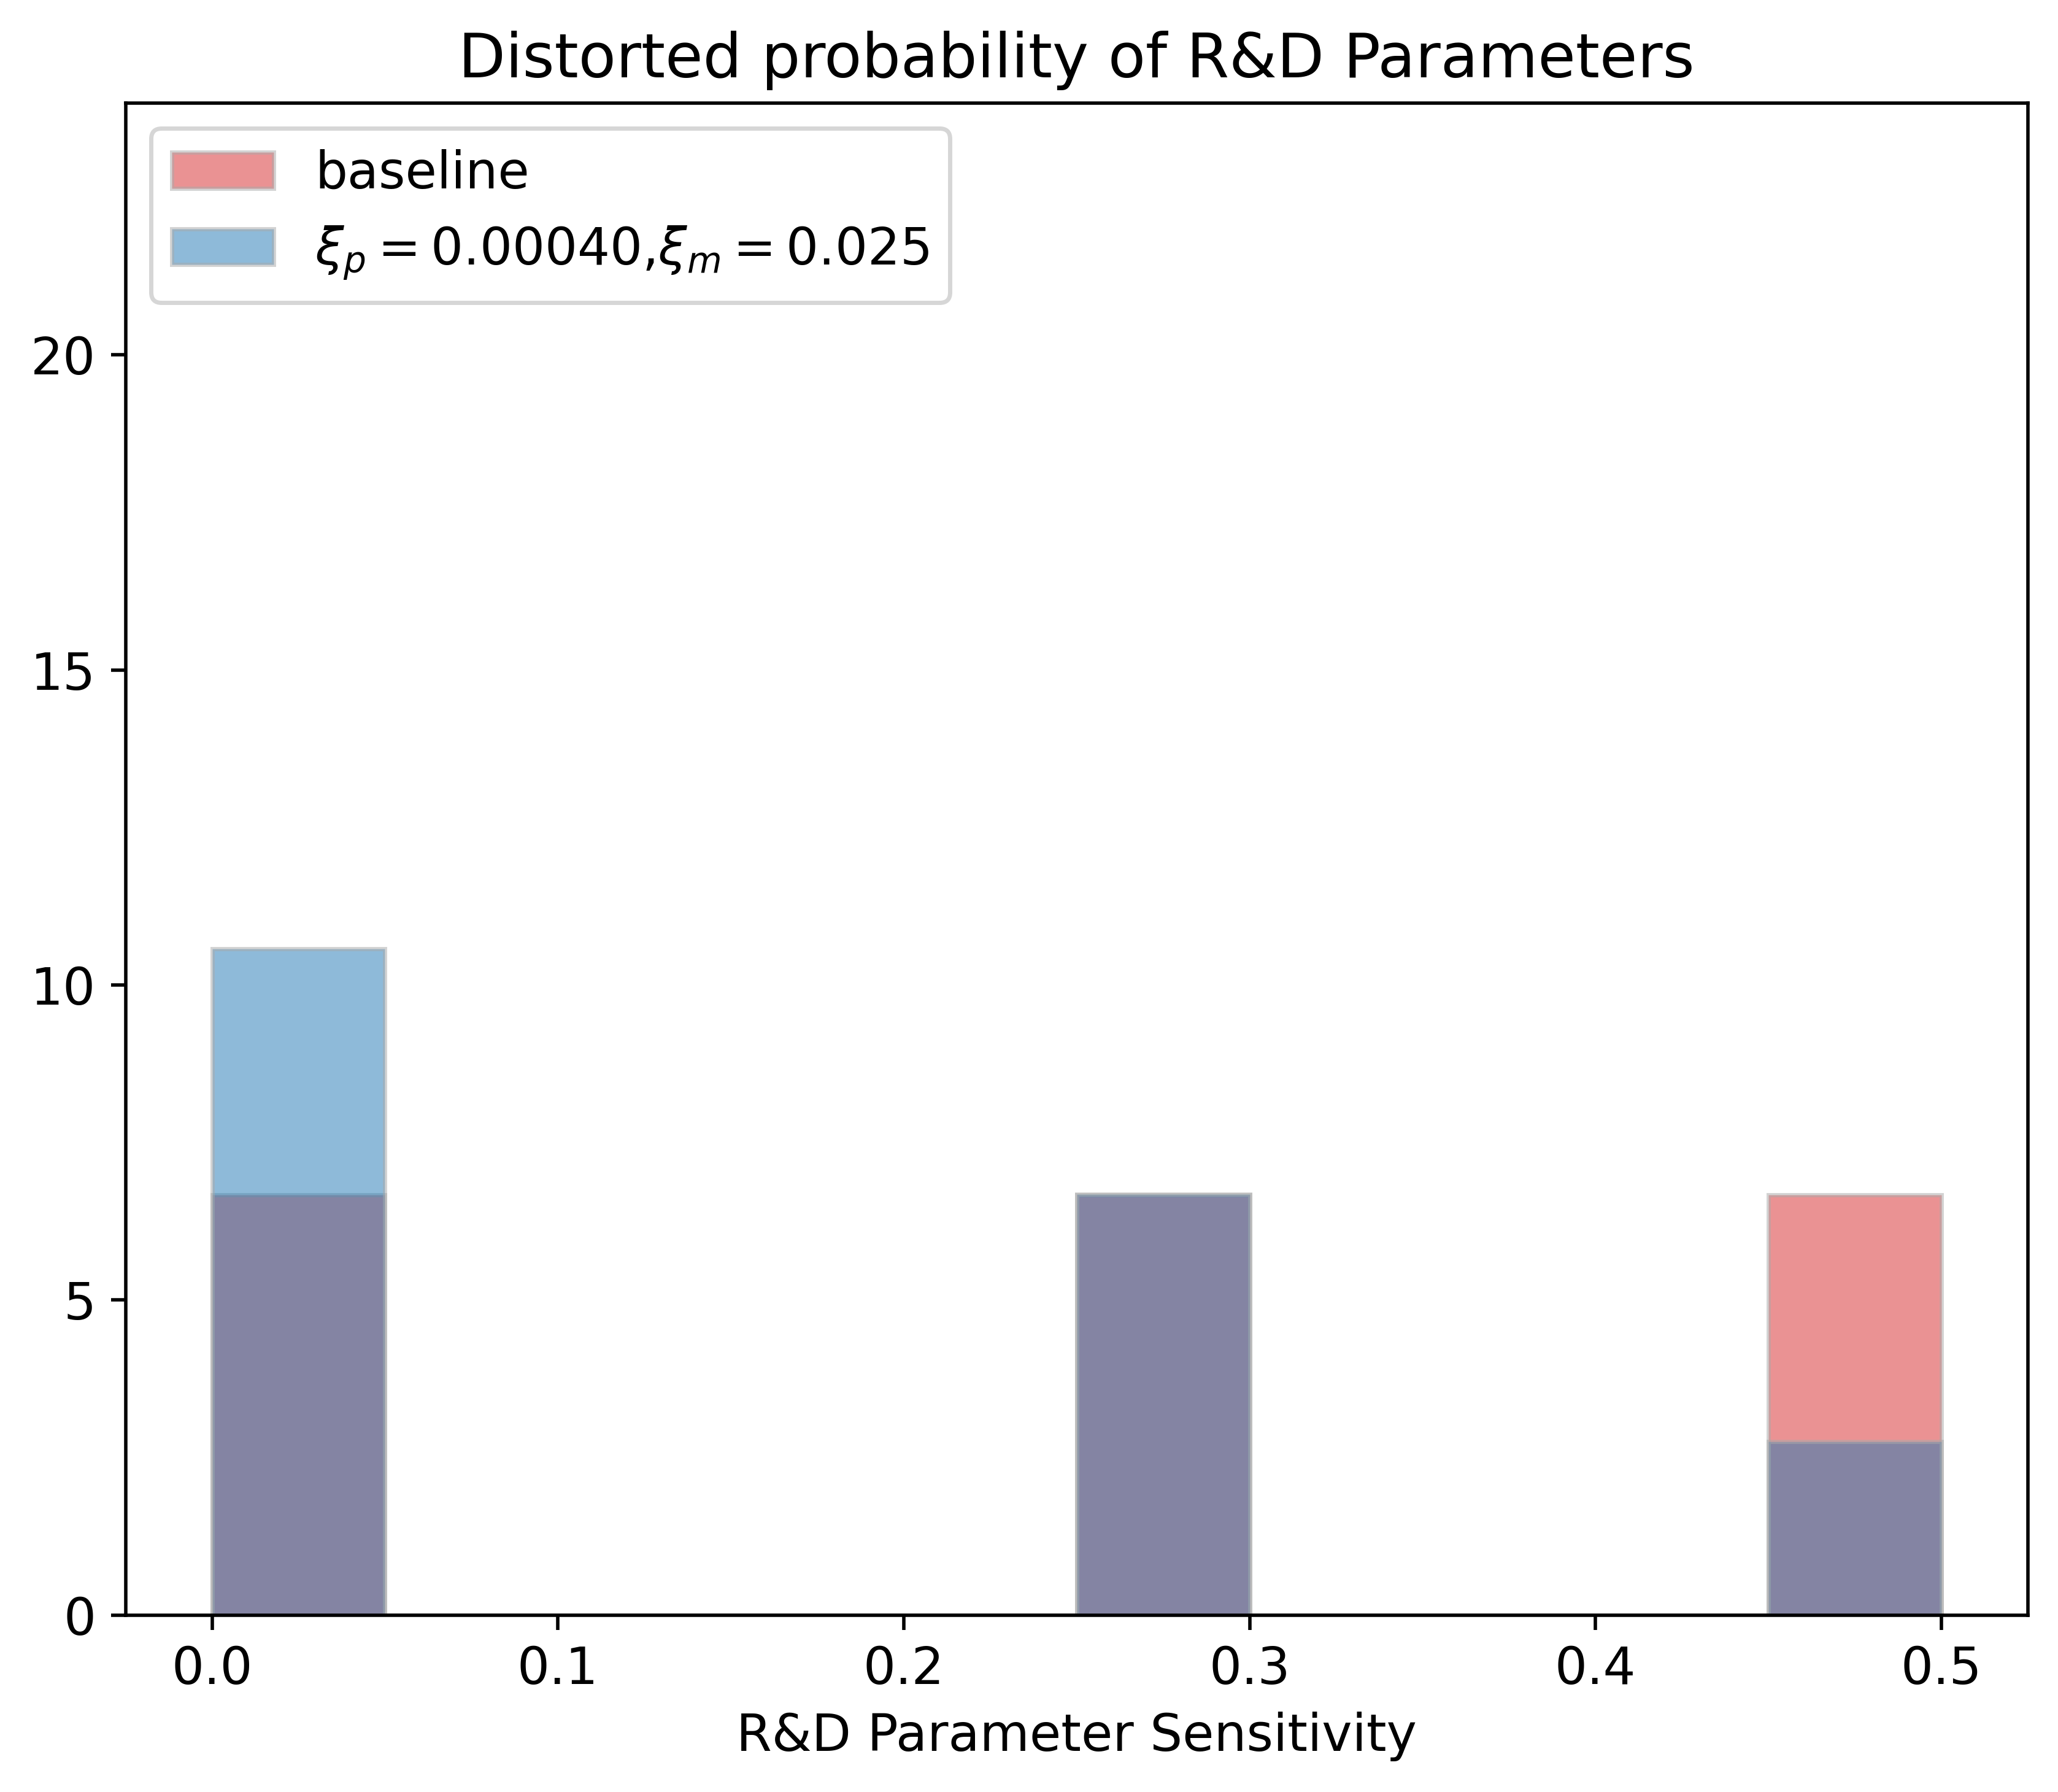 Distorted probability of R&D Parameters
baseline
ξₚ = 0.00040,ξₘ = 0.025
20
15
10
5
0
0.0 0.1 0.2 0.3 0.4 0.5
R&D Parameter Sensitivity